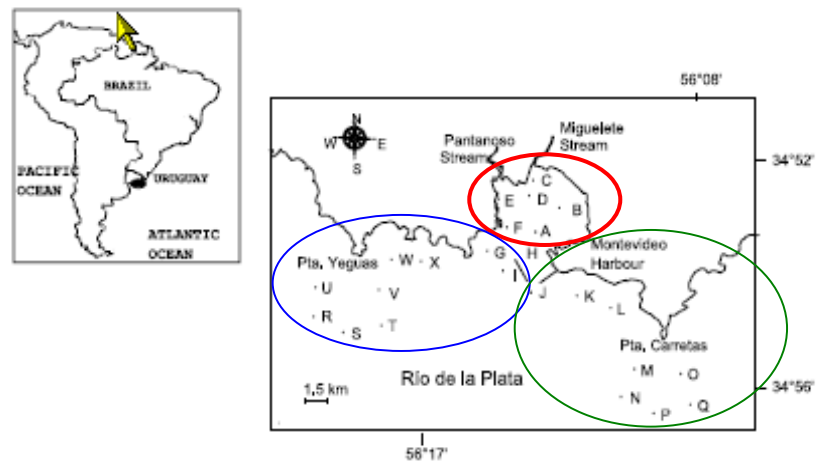 BRAZIL
PACIFIC
OCEAN
URUGUAY
ATLANTIC
OCEAN
56°08'
N
W E
S
Pantanoso
Stream
Miguelete
Stream
34°52'
C
E D B
F A
Montevideo
Harbour
G H
I
J K
L
Pta. Yeguas W X
U V
R S T
Pta. Carretas
M O
N P Q
Río de la Plata
1,5 km
34°56'
56°17'